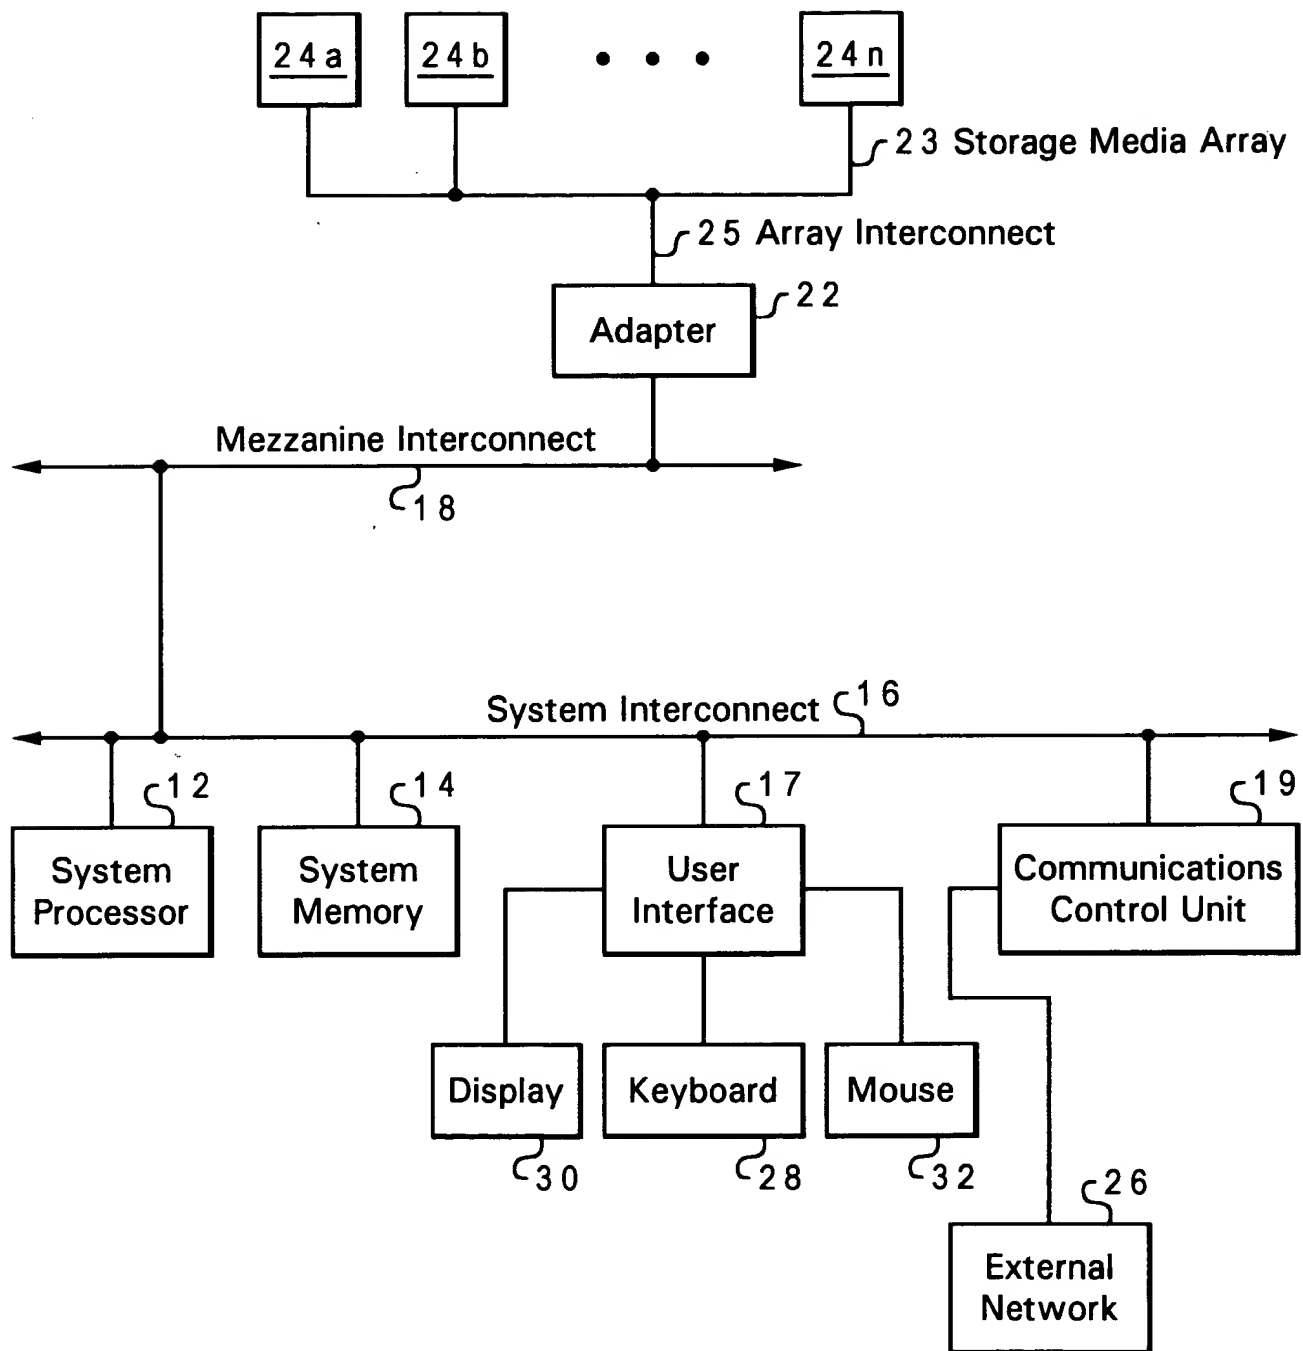 24a 24b 24n
23 Storage Media Array
25 Array Interconnect
22
Adapter
Mezzanine Interconnect
18
System Interconnect 16
12 14 17 19
System Processor
System Memory
User Interface
Communications Control Unit
Display Keyboard Mouse
30 28 32
26
External
Network